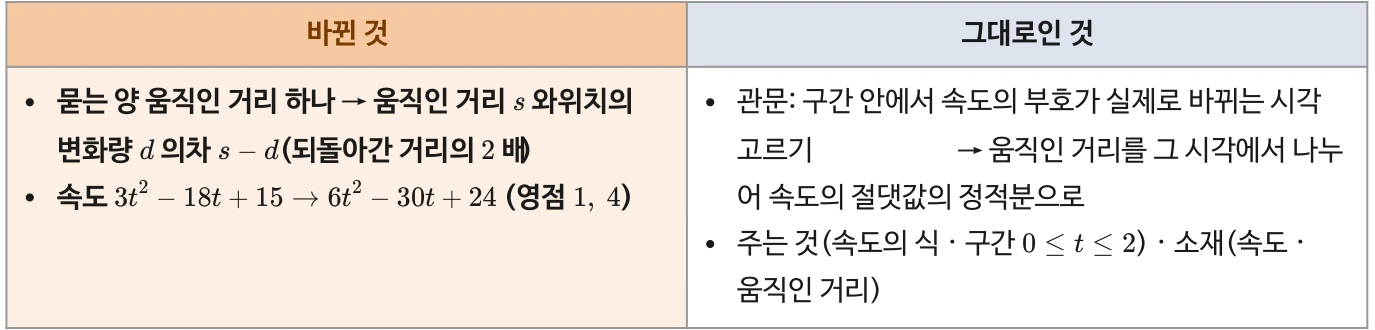 바뀐 것
그대로인 것
• 묻는 양 움직인 거리 하나 → 움직인 거리 s 와위치의
변화량 d 의차 s − d (되돌아간 거리의 2 배)
• 속도 3t² − 18t + 15 → 6t² − 30t + 24 (영점 1, 4)
• 관문: 구간 안에서 속도의 부호가 실제로 바뀌는 시각
고르기 → 움직인 거리를 그 시각에서 나누
어 속도의 절댓값의 정적분으로
• 주는 것(속도의 식 · 구간 0 ≤ t ≤ 2) · 소재(속도 ·
움직인 거리)